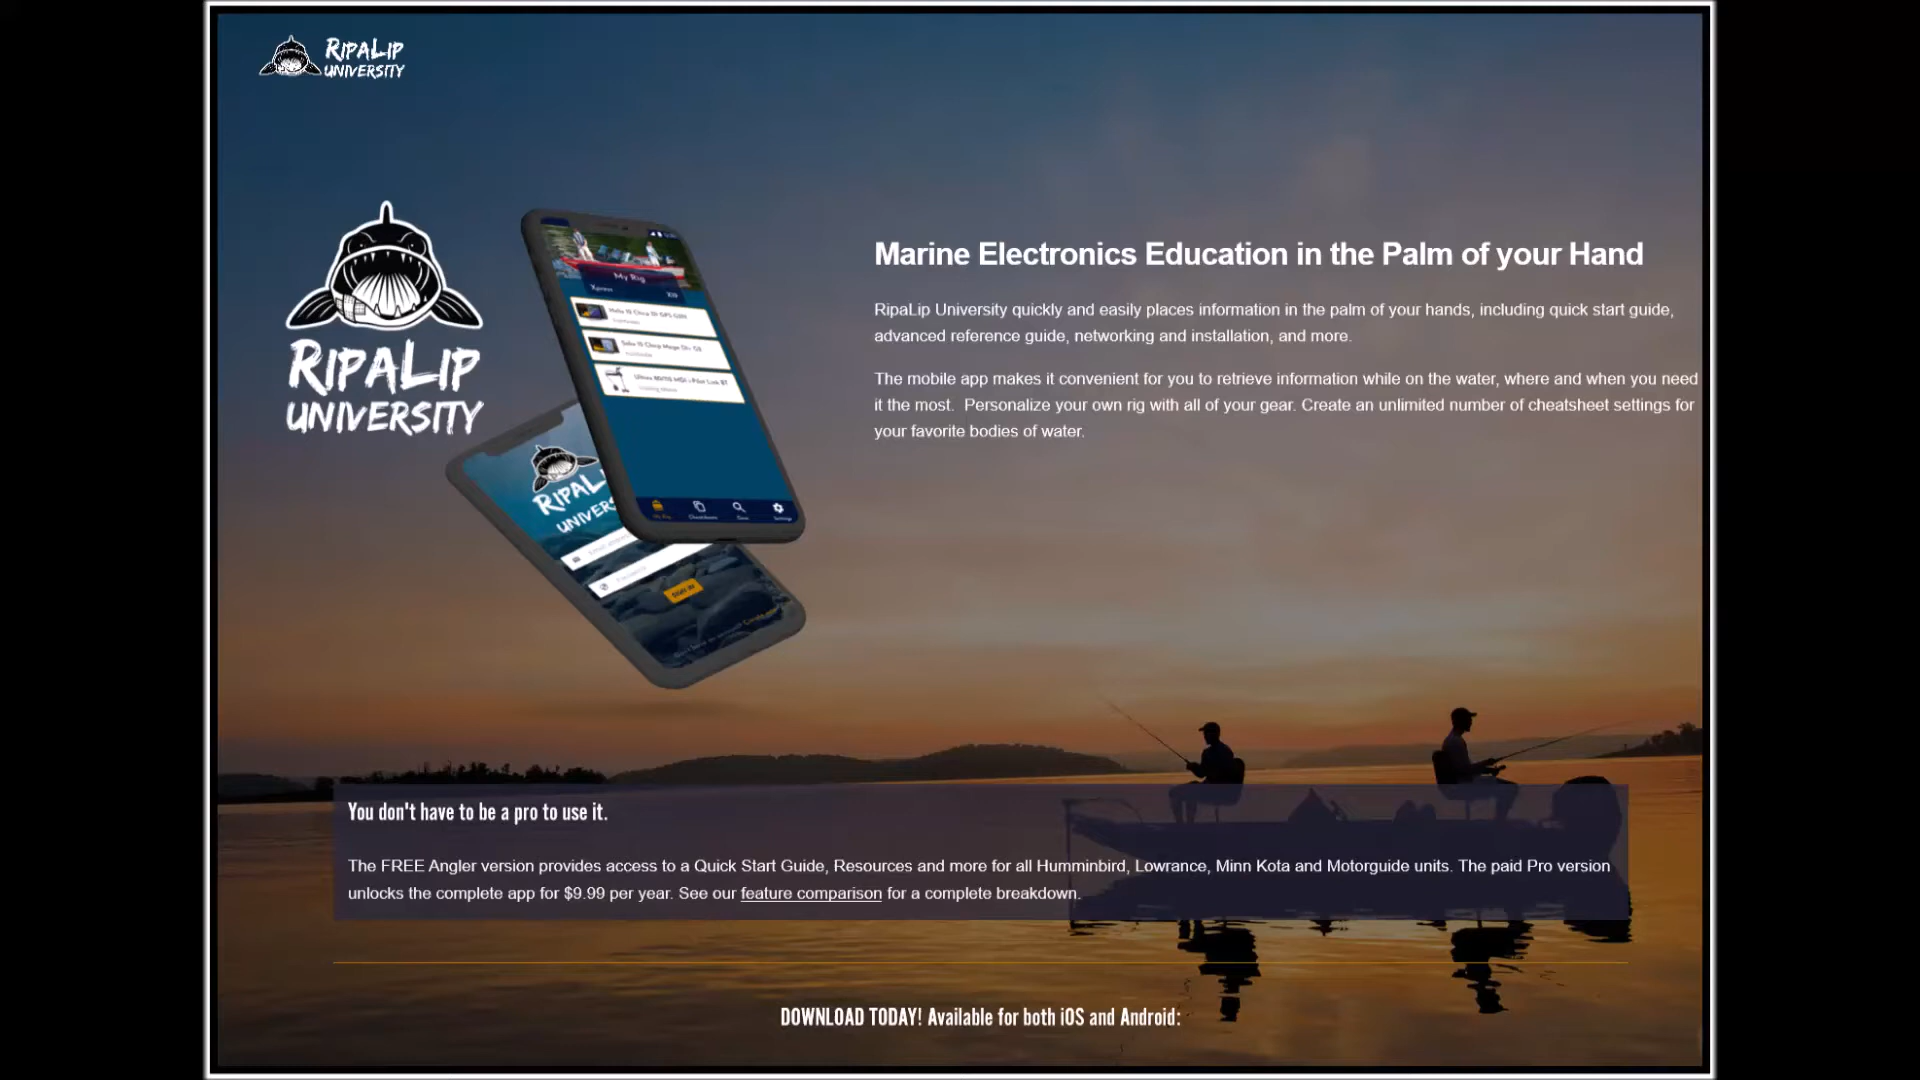 RIPALIP
UNIVERSITY
RIPALIP
UNIVERSITY
My Rig
Xpress
Marine Electronics Education in the Palm of your Hand
RipaLip University quickly and easily places information in the palm of your hands, including quick start guide,
advanced reference guide, networking and installation, and more.
The mobile app makes it convenient for you to retrieve information while on the water, where and when you need
it the most.  Personalize your own rig with all of your gear. Create an unlimited number of cheatsheet settings for
your favorite bodies of water.
SIGN IN
You don't have to be a pro to use it.
The FREE Angler version provides access to a Quick Start Guide, Resources and more for all Humminbird, Lowrance, Minn Kota and Motorguide units. The paid Pro version
unlocks the complete app for $9.99 per year. See our feature comparison for a complete breakdown.
DOWNLOAD TODAY! Available for both iOS and Android: